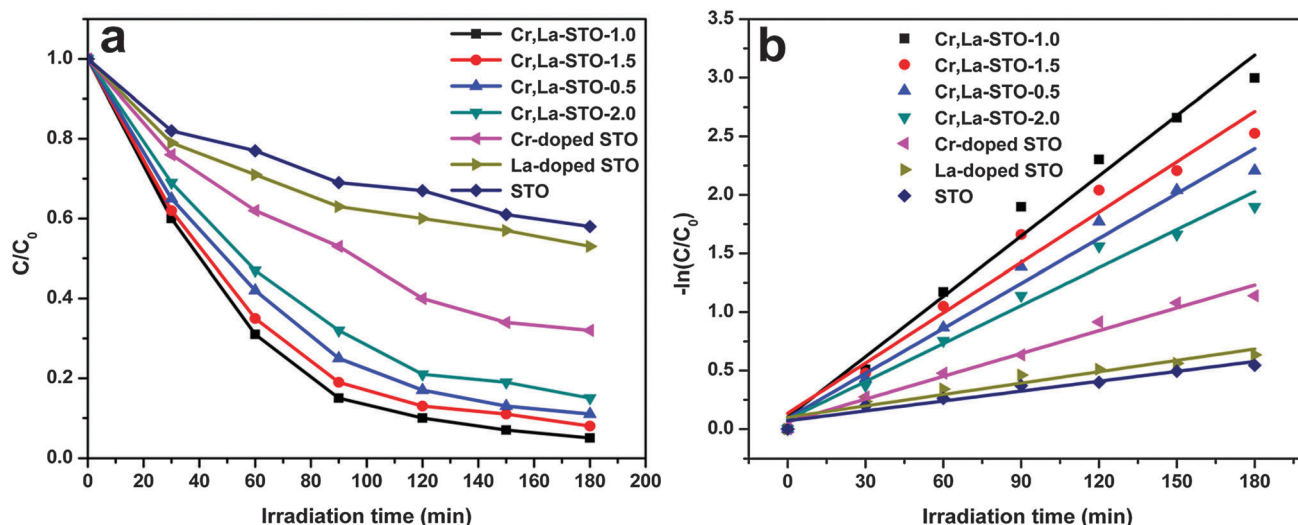 a
Cr,La-STO-1.0
Cr,La-STO-1.5
Cr,La-STO-0.5
Cr,La-STO-2.0
Cr-doped STO
La-doped STO
STO
C/C0
1.0
0.8
0.6
0.4
0.2
0.0
0 20 40 60 80 100 120 140 160 180 200
Irradiation time (min)
b
Cr,La-STO-1.0
Cr,La-STO-1.5
Cr,La-STO-0.5
Cr,La-STO-2.0
Cr-doped STO
La-doped STO
STO
-ln(C/C0)
3.5
3.0
2.5
2.0
1.5
1.0
0.5
0.0
0 30 60 90 120 150 180
Irradiation time (min)